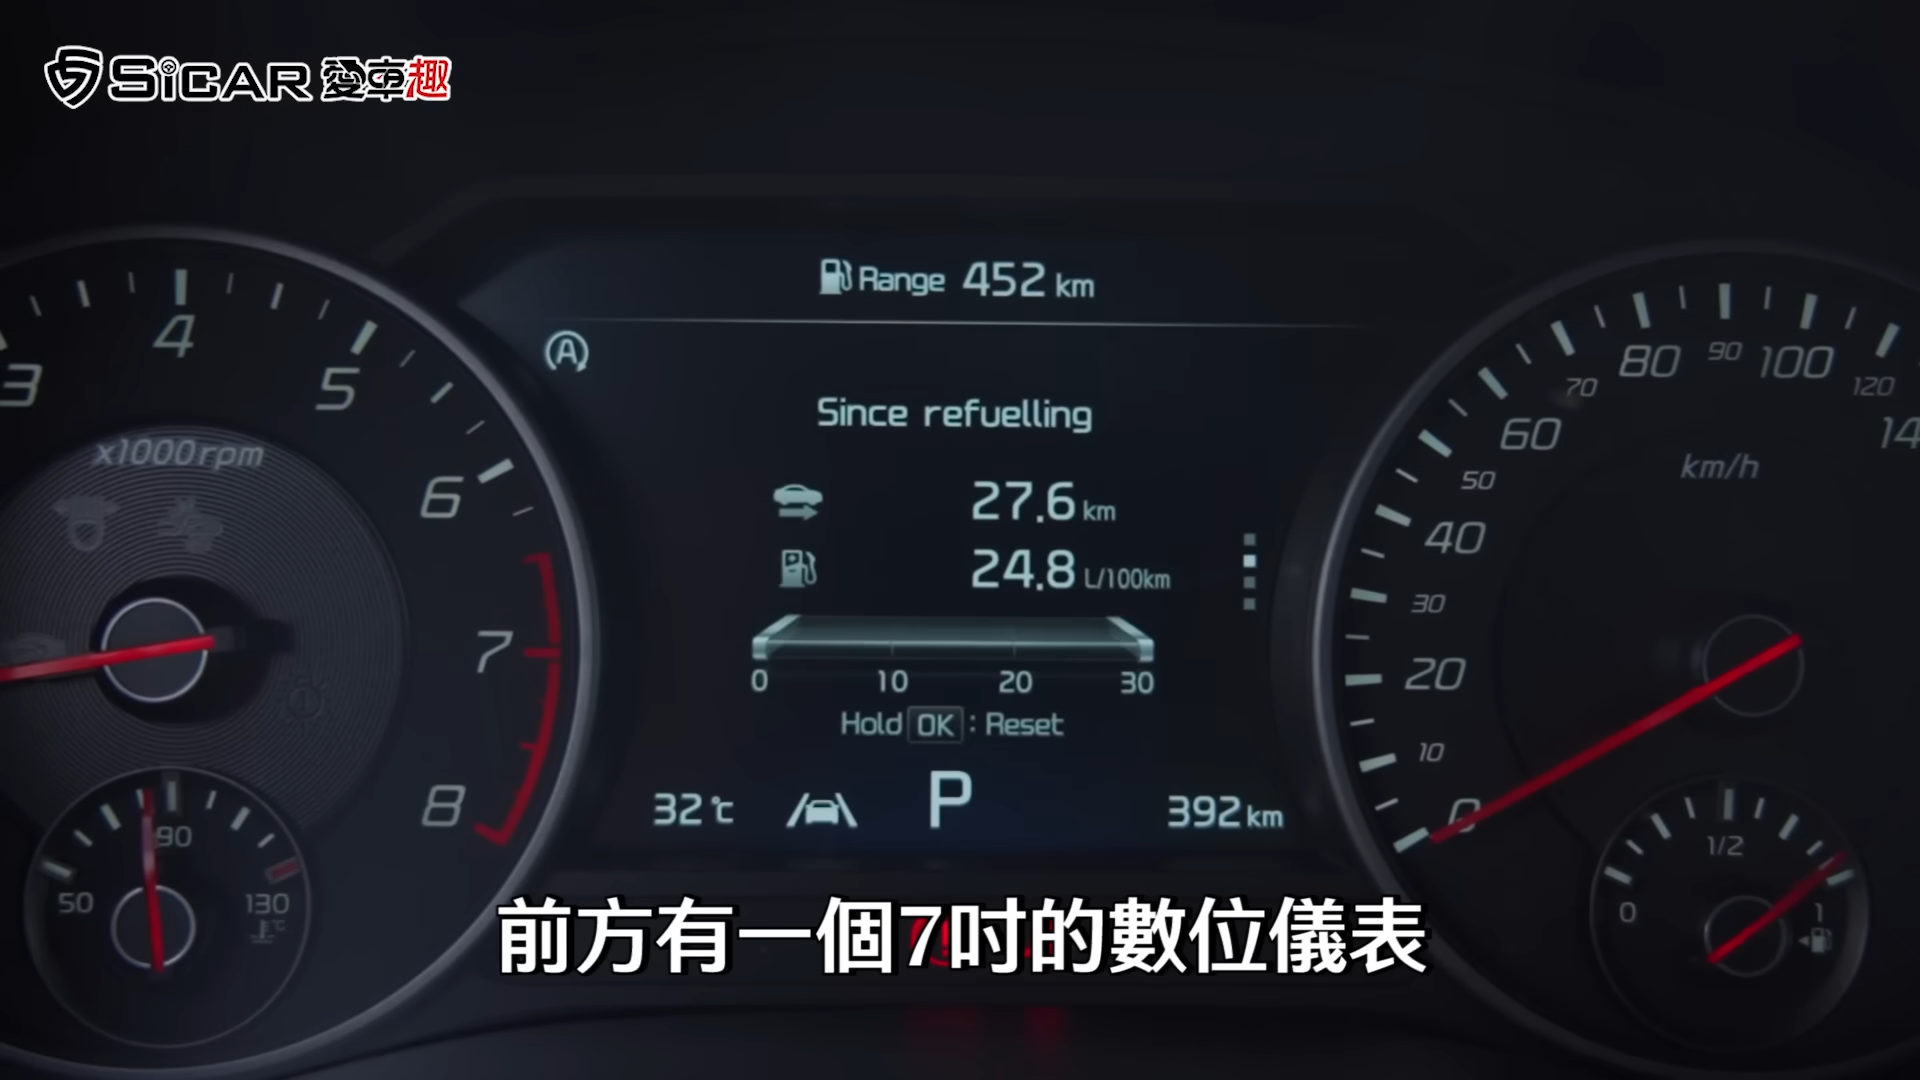 SiCAR 愛車趣
Range 452 km
Since refuelling
27.6 km
24.8 L/100km
0 10 20 30
Hold OK : Reset
32℃ P 392 km
3 4 5 6 7 8
x1000rpm
50 90 130
℃
0 10 20 30 40 50 60 70 80 90 100 120 14
km/h
0 1/2 1
前方有一個7吋的數位儀表